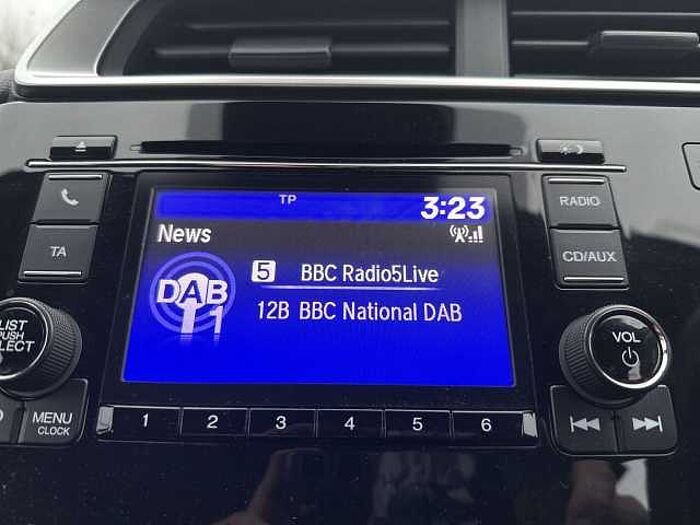 TP
3:23
News
5 BBC Radio5Live
DAB 1
12B BBC National DAB
RADIO
TA
CD/AUX
LIST
PUSH
SELECT
VOL
MENU
CLOCK
1 2 3 4 5 6